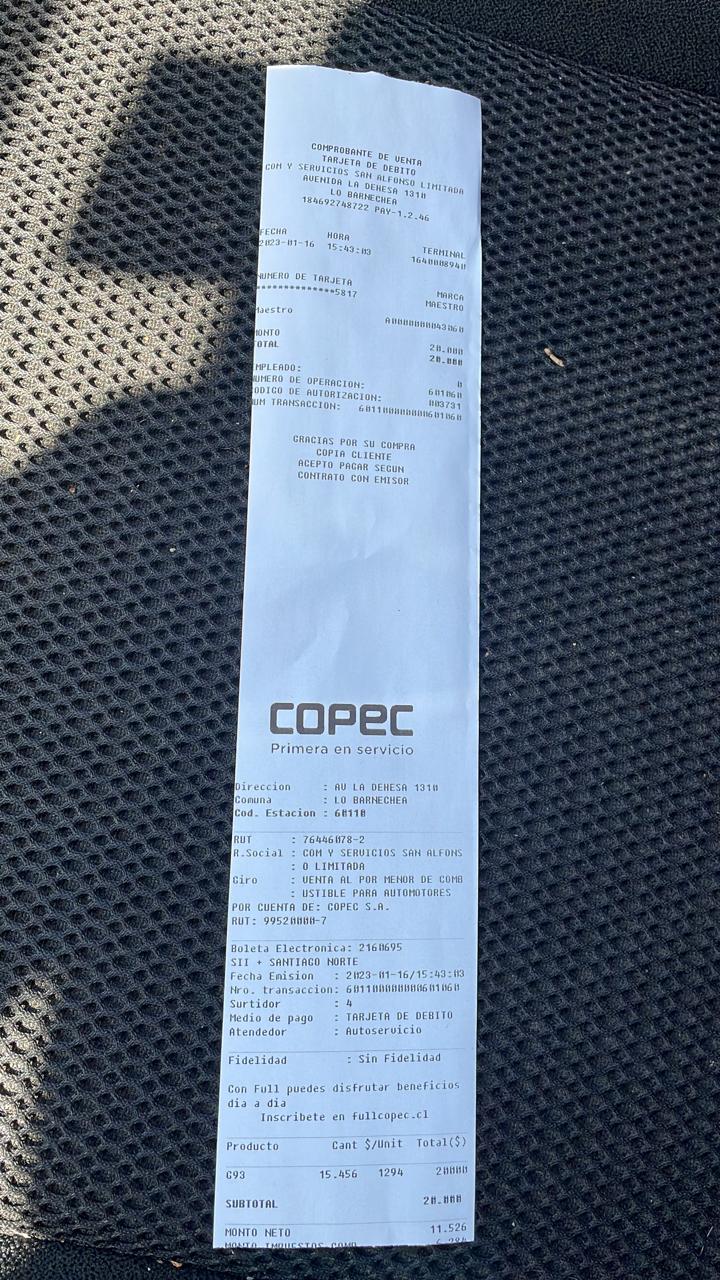 COMPROBANTE DE VENTA
TARJETA DE DEBITO
COM Y SERVICIOS SAN ALFONSO LIMITADA
AVENIDA LA DEHESA 1310
LO BARNECHEA
184692748722 PAY-1.2.46
FECHA HORA TERMINAL
2023-01-16 15:43:03 1640008940
NUMERO DE TARJETA MARCA
************5817 MAESTRO
Maestro A0000000043060
MONTO 20.000
TOTAL 20.000
EMPLEADO: 0
NUMERO DE OPERACION: 601060
CODIGO DE AUTORIZACION: 003731
NUM TRANSACCION: 60110000000601060
GRACIAS POR SU COMPRA
COPIA CLIENTE
ACEPTO PAGAR SEGUN
CONTRATO CON EMISOR
copec
Primera en servicio
Direccion : AV LA DEHESA 1310
Comuna : LO BARNECHEA
Cod. Estacion : 60110
RUT : 76446078-2
R.Social : COM Y SERVICIOS SAN ALFONS
: O LIMITADA
Giro : VENTA AL POR MENOR DE COMB
: USTIBLE PARA AUTOMOTORES
POR CUENTA DE: COPEC S.A.
RUT: 99520000-7
Boleta Electronica: 2160695
SII + SANTIAGO NORTE
Fecha Emision : 2023-01-16/15:43:03
Nro. transaccion: 60110000000601060
Surtidor : 4
Medio de pago : TARJETA DE DEBITO
Atendedor : Autoservicio
Fidelidad : Sin Fidelidad
Con Full puedes disfrutar beneficios
dia a dia
Inscribete en fullcopec.cl
Producto Cant $/Unit Total($)
G93 15.456 1294 20000
SUBTOTAL 20.000
MONTO NETO 11.526
MONTO IMPUESTOS COMB